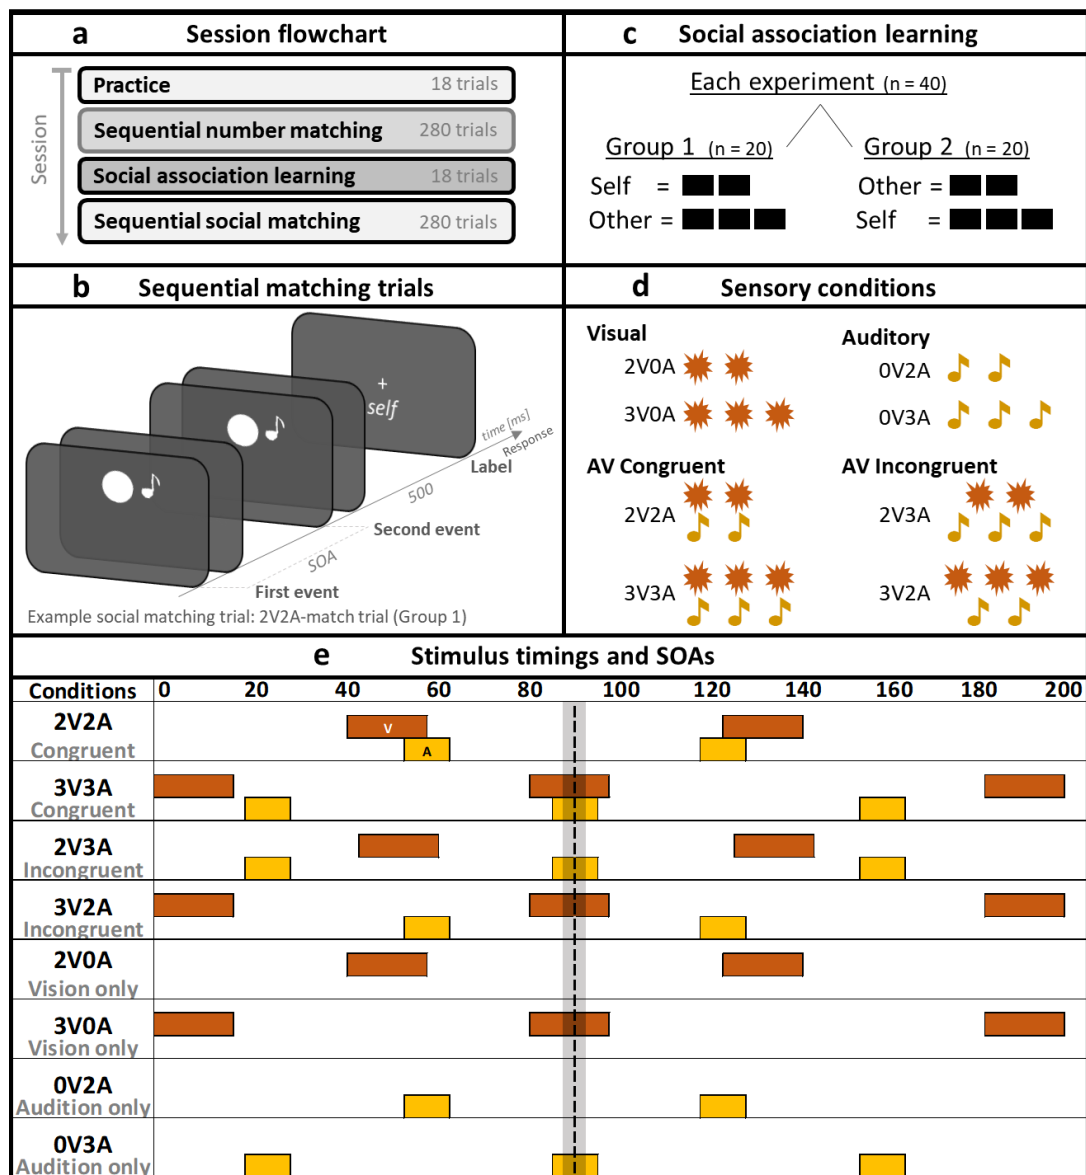 a Session flowchart
Session
Practice 18 trials
Sequential number matching 280 trials
Social association learning 18 trials
Sequential social matching 280 trials
c Social association learning
Each experiment (n = 40)
Group 1 (n = 20)
Self =
Other =
Group 2 (n = 20)
Other =
Self =
b Sequential matching trials
+
self
time [ms]
Response
Label
500
Second event
SOA
First event
Example social matching trial: 2V2A-match trial (Group 1)
d Sensory conditions
Visual
2V0A
3V0A
Auditory
0V2A
0V3A
AV Congruent
2V2A
3V3A
AV Incongruent
2V3A
3V2A
e Stimulus timings and SOAs
Conditions 0 20 40 60 80 100 120 140 160 180 200
2V2A
Congruent
V
A
3V3A
Congruent
2V3A
Incongruent
3V2A
Incongruent
2V0A
Vision only
3V0A
Vision only
0V2A
Audition only
0V3A
Audition only